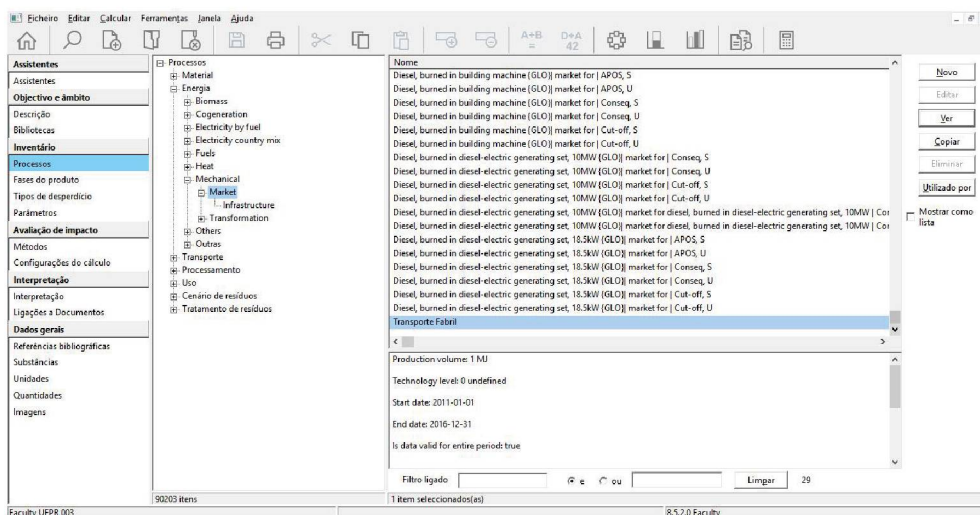 Ficheiro Editar Calcular Ferramentas Janela Ajuda
A+B
=
D+A
42
Assistentes
Assistentes
Objectivo e âmbito
Descrição
Bibliotecas
Inventário
Processos
Fases do produto
Tipos de desperdício
Parâmetros
Avaliação de impacto
Métodos
Configurações do cálculo
Interpretação
Interpretação
Ligações a Documentos
Dados gerais
Referências bibliográficas
Substâncias
Unidades
Quantidades
Imagens
Processos
Material
Energia
Biomass
Cogeneration
Electricity by fuel
Electricity country mix
Fuels
Heat
Mechanical
Market
Infrastructure
Transformation
Others
Outras
Transporte
Processamento
Uso
Cenário de resíduos
Tratamento de resíduos
90203 itens
Nome
Diesel, burned in building machine {GLO}| market for | APOS, S
Diesel, burned in building machine {GLO}| market for | APOS, U
Diesel, burned in building machine {GLO}| market for | Conseq, S
Diesel, burned in building machine {GLO}| market for | Conseq, U
Diesel, burned in building machine {GLO}| market for | Cut-off, S
Diesel, burned in building machine {GLO}| market for | Cut-off, U
Diesel, burned in diesel-electric generating set, 10MW {GLO}| market for | Conseq, S
Diesel, burned in diesel-electric generating set, 10MW {GLO}| market for | Conseq, U
Diesel, burned in diesel-electric generating set, 10MW {GLO}| market for | Cut-off, S
Diesel, burned in diesel-electric generating set, 10MW {GLO}| market for | Cut-off, U
Diesel, burned in diesel-electric generating set, 10MW {GLO}| market for diesel, burned in diesel-electric generating set, 10MW | Cor
Diesel, burned in diesel-electric generating set, 10MW {GLO}| market for diesel, burned in diesel-electric generating set, 10MW | Cor
Diesel, burned in diesel-electric generating set, 18.5kW {GLO}| market for | APOS, S
Diesel, burned in diesel-electric generating set, 18.5kW {GLO}| market for | APOS, U
Diesel, burned in diesel-electric generating set, 18.5kW {GLO}| market for | Conseq, S
Diesel, burned in diesel-electric generating set, 18.5kW {GLO}| market for | Conseq, U
Diesel, burned in diesel-electric generating set, 18.5kW {GLO}| market for | Cut-off, S
Diesel, burned in diesel-electric generating set, 18.5kW {GLO}| market for | Cut-off, U
Transporte Fabril
Production volume: 1 MJ
Technology level: 0 undefined
Start date: 2011-01-01
End date: 2016-12-31
Is data valid for entire period: true
Filtro ligado e ou Limpar 29
1 item seleccionados(as)
Novo
Editar
Ver
Copiar
Eliminar
Utilizado por
Mostrar como
lista
Faculty UFPR 003
8.5.2.0 Faculty